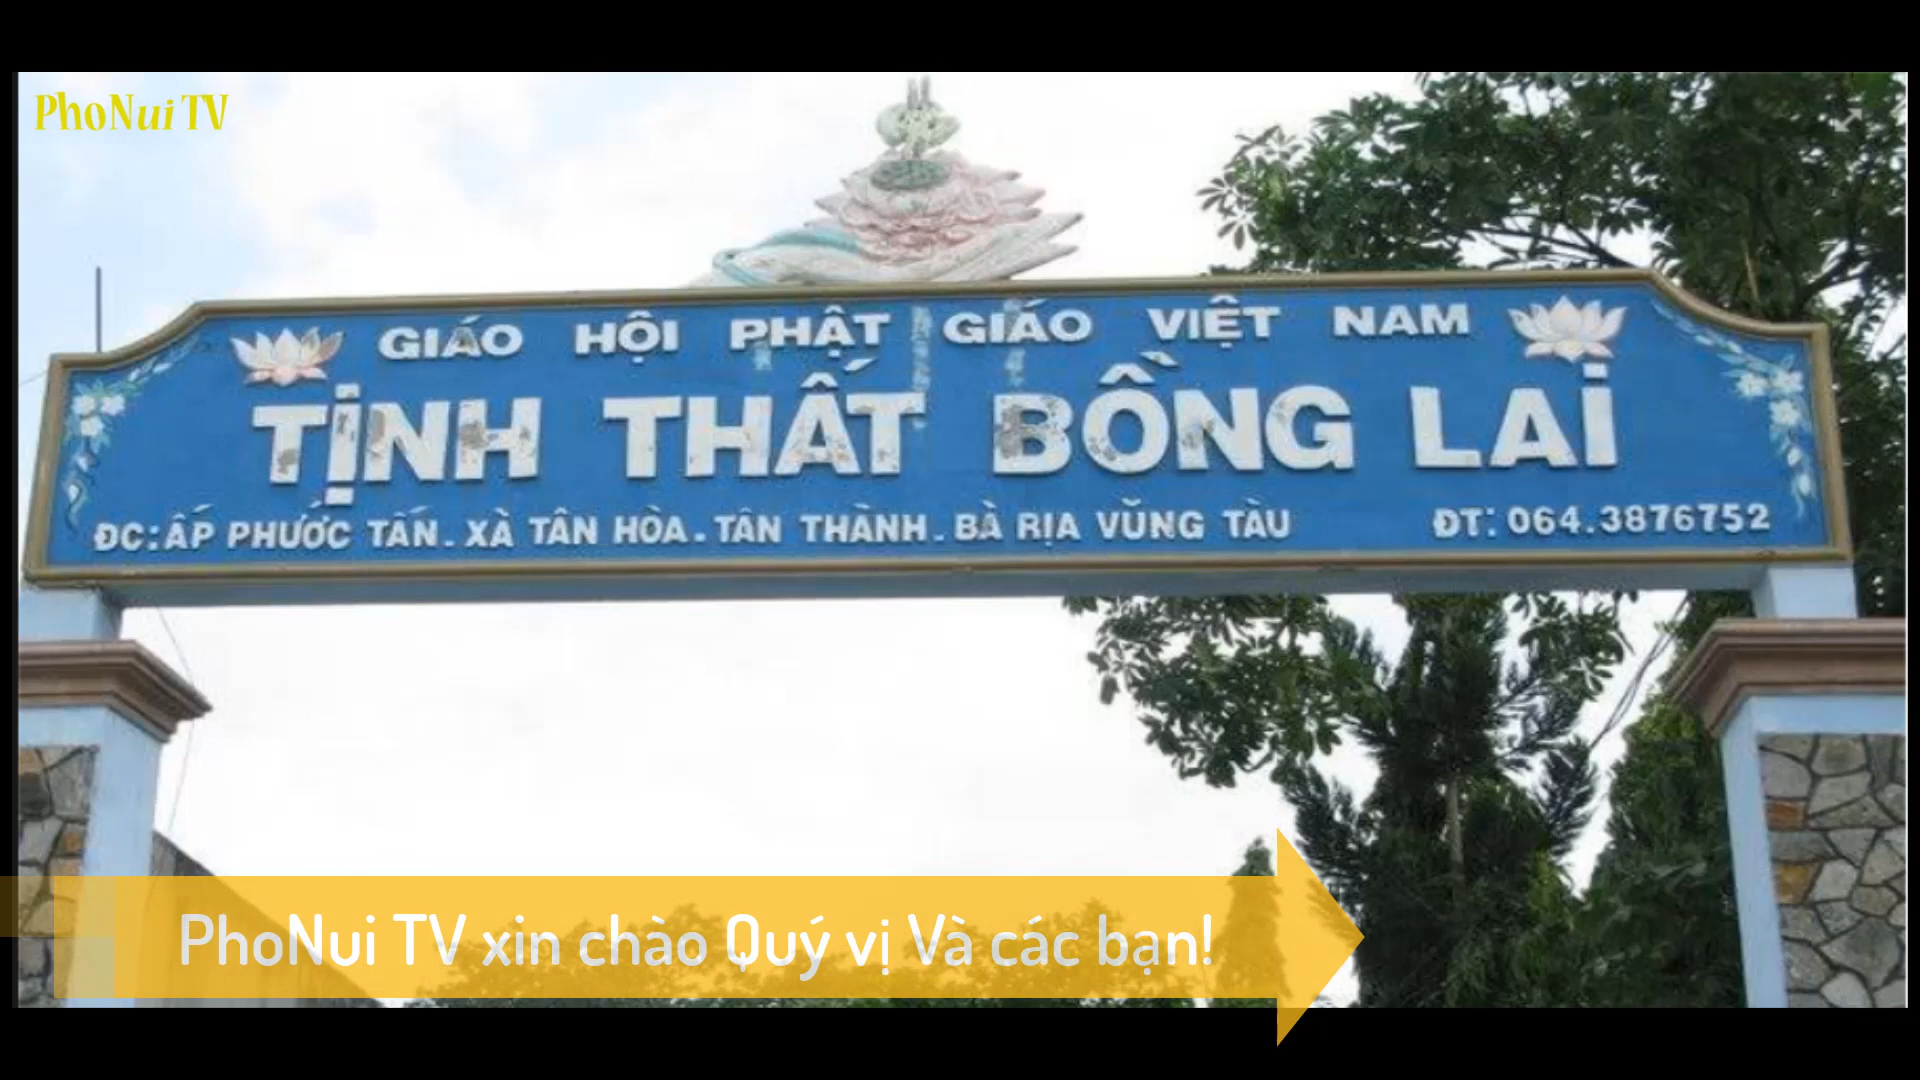 PhoNui TV
GIÁO HỘI PHẬT GIÁO VIỆT NAM
TỊNH THẤT BỒNG LAI
ĐC: ẤP PHƯỚC TẤN. XÀ TÂN HÒA. TÂN THÀNH. BÀ RỊA VŨNG TÀU ĐT: 064.3876752
PhoNui TV xin chào Quý vị Và các bạn!